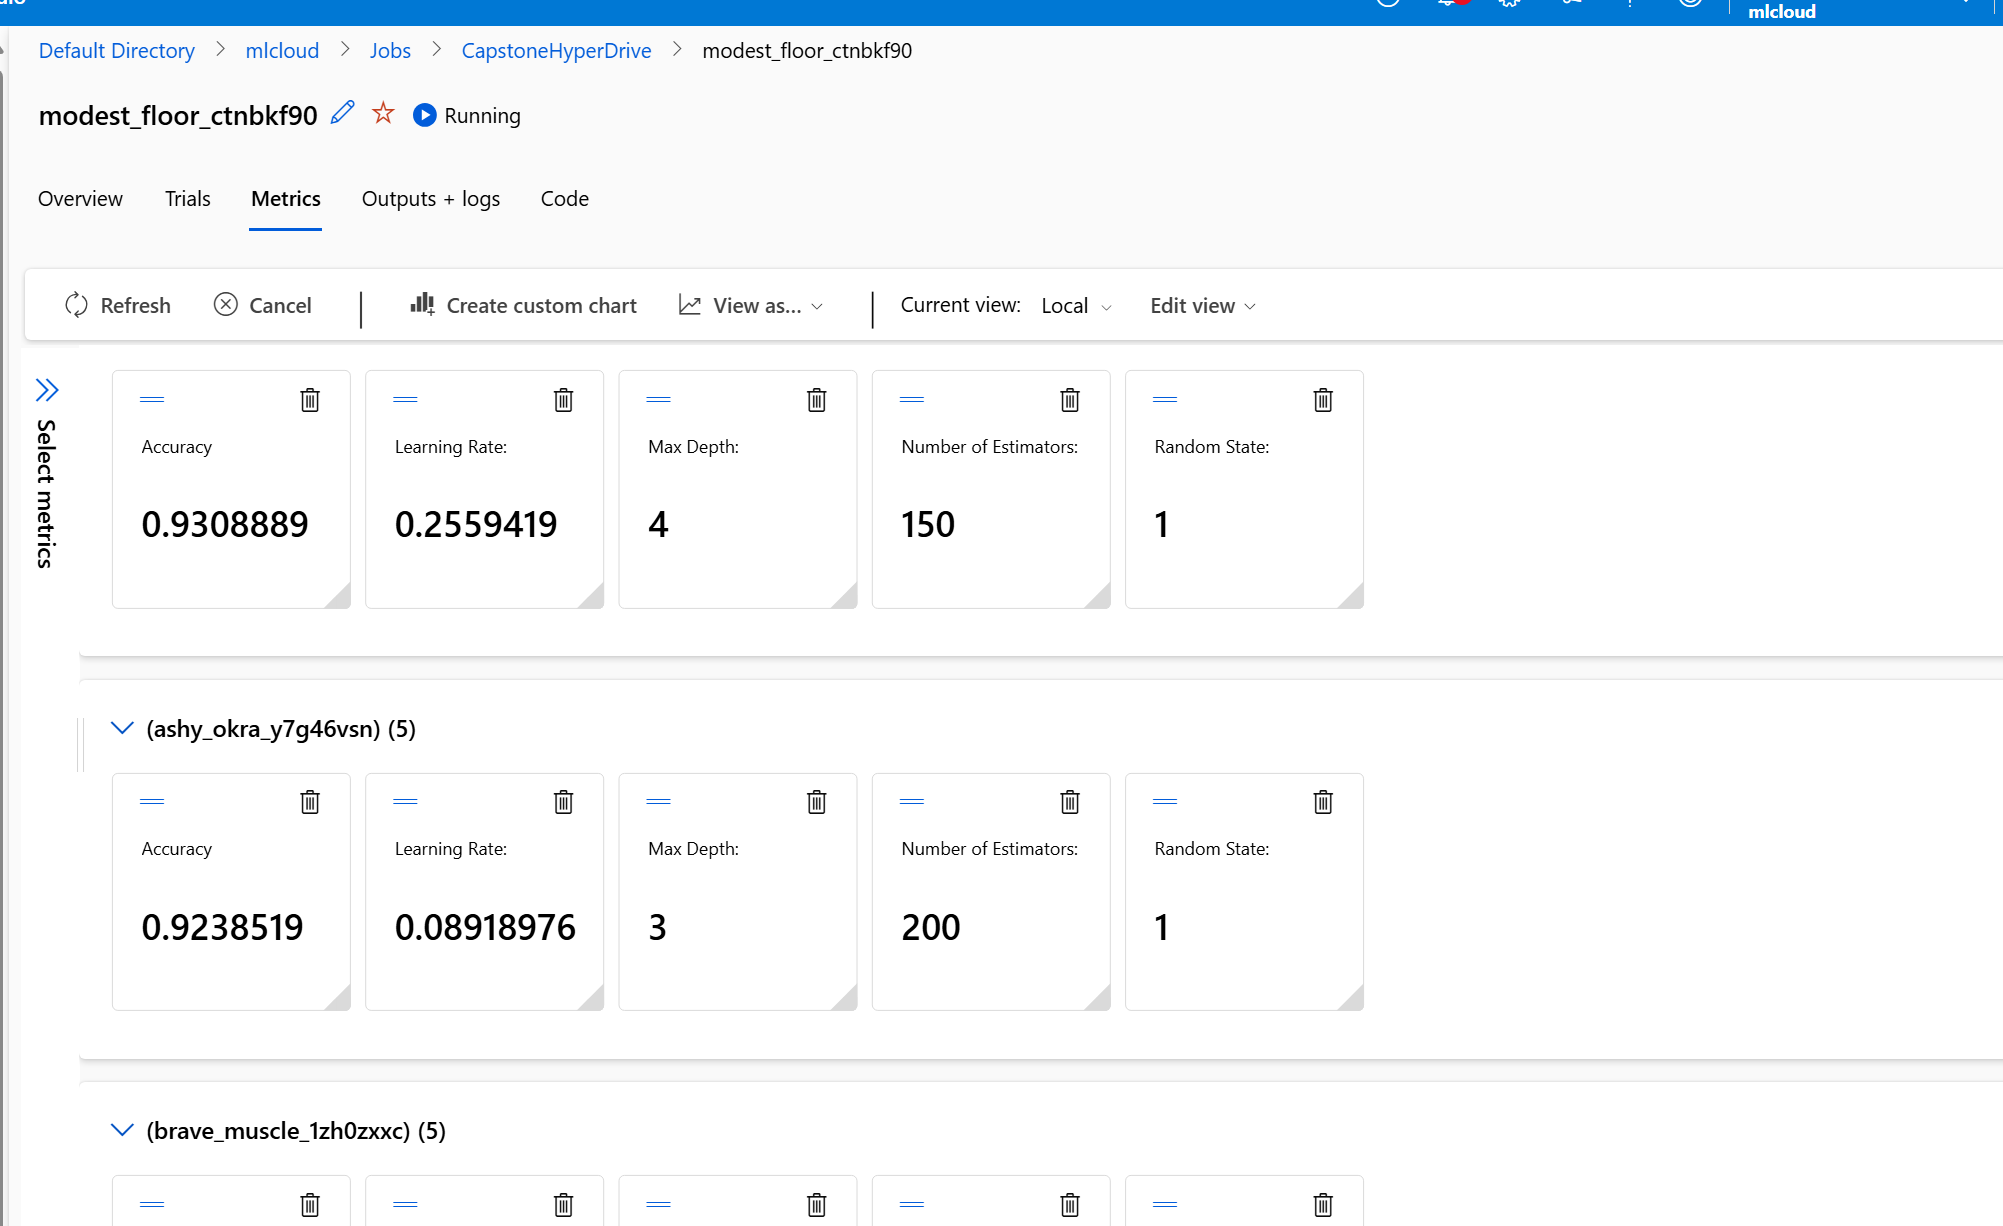 mlcloud
Default Directory > mlcloud > Jobs > CapstoneHyperDrive > modest_floor_ctnbkf90
modest_floor_ctnbkf90 Running
Overview Trials Metrics Outputs + logs Code
Refresh Cancel Create custom chart View as... Current view: Local Edit view
Select metrics
Accuracy Learning Rate: Max Depth: Number of Estimators: Random State:
0.9308889 0.2559419 4 150 1
(ashy_okra_y7g46vsn) (5)
Accuracy Learning Rate: Max Depth: Number of Estimators: Random State:
0.9238519 0.08918976 3 200 1
(brave_muscle_1zh0zxxc) (5)